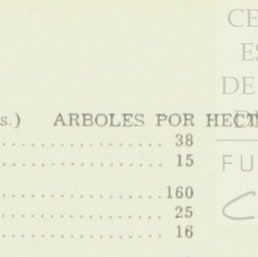 CE
ES
DE
s.) ARBOLES POR HECT
........................ 38
........................ 15
........................ 160
........................ 25
........................ 16
FU